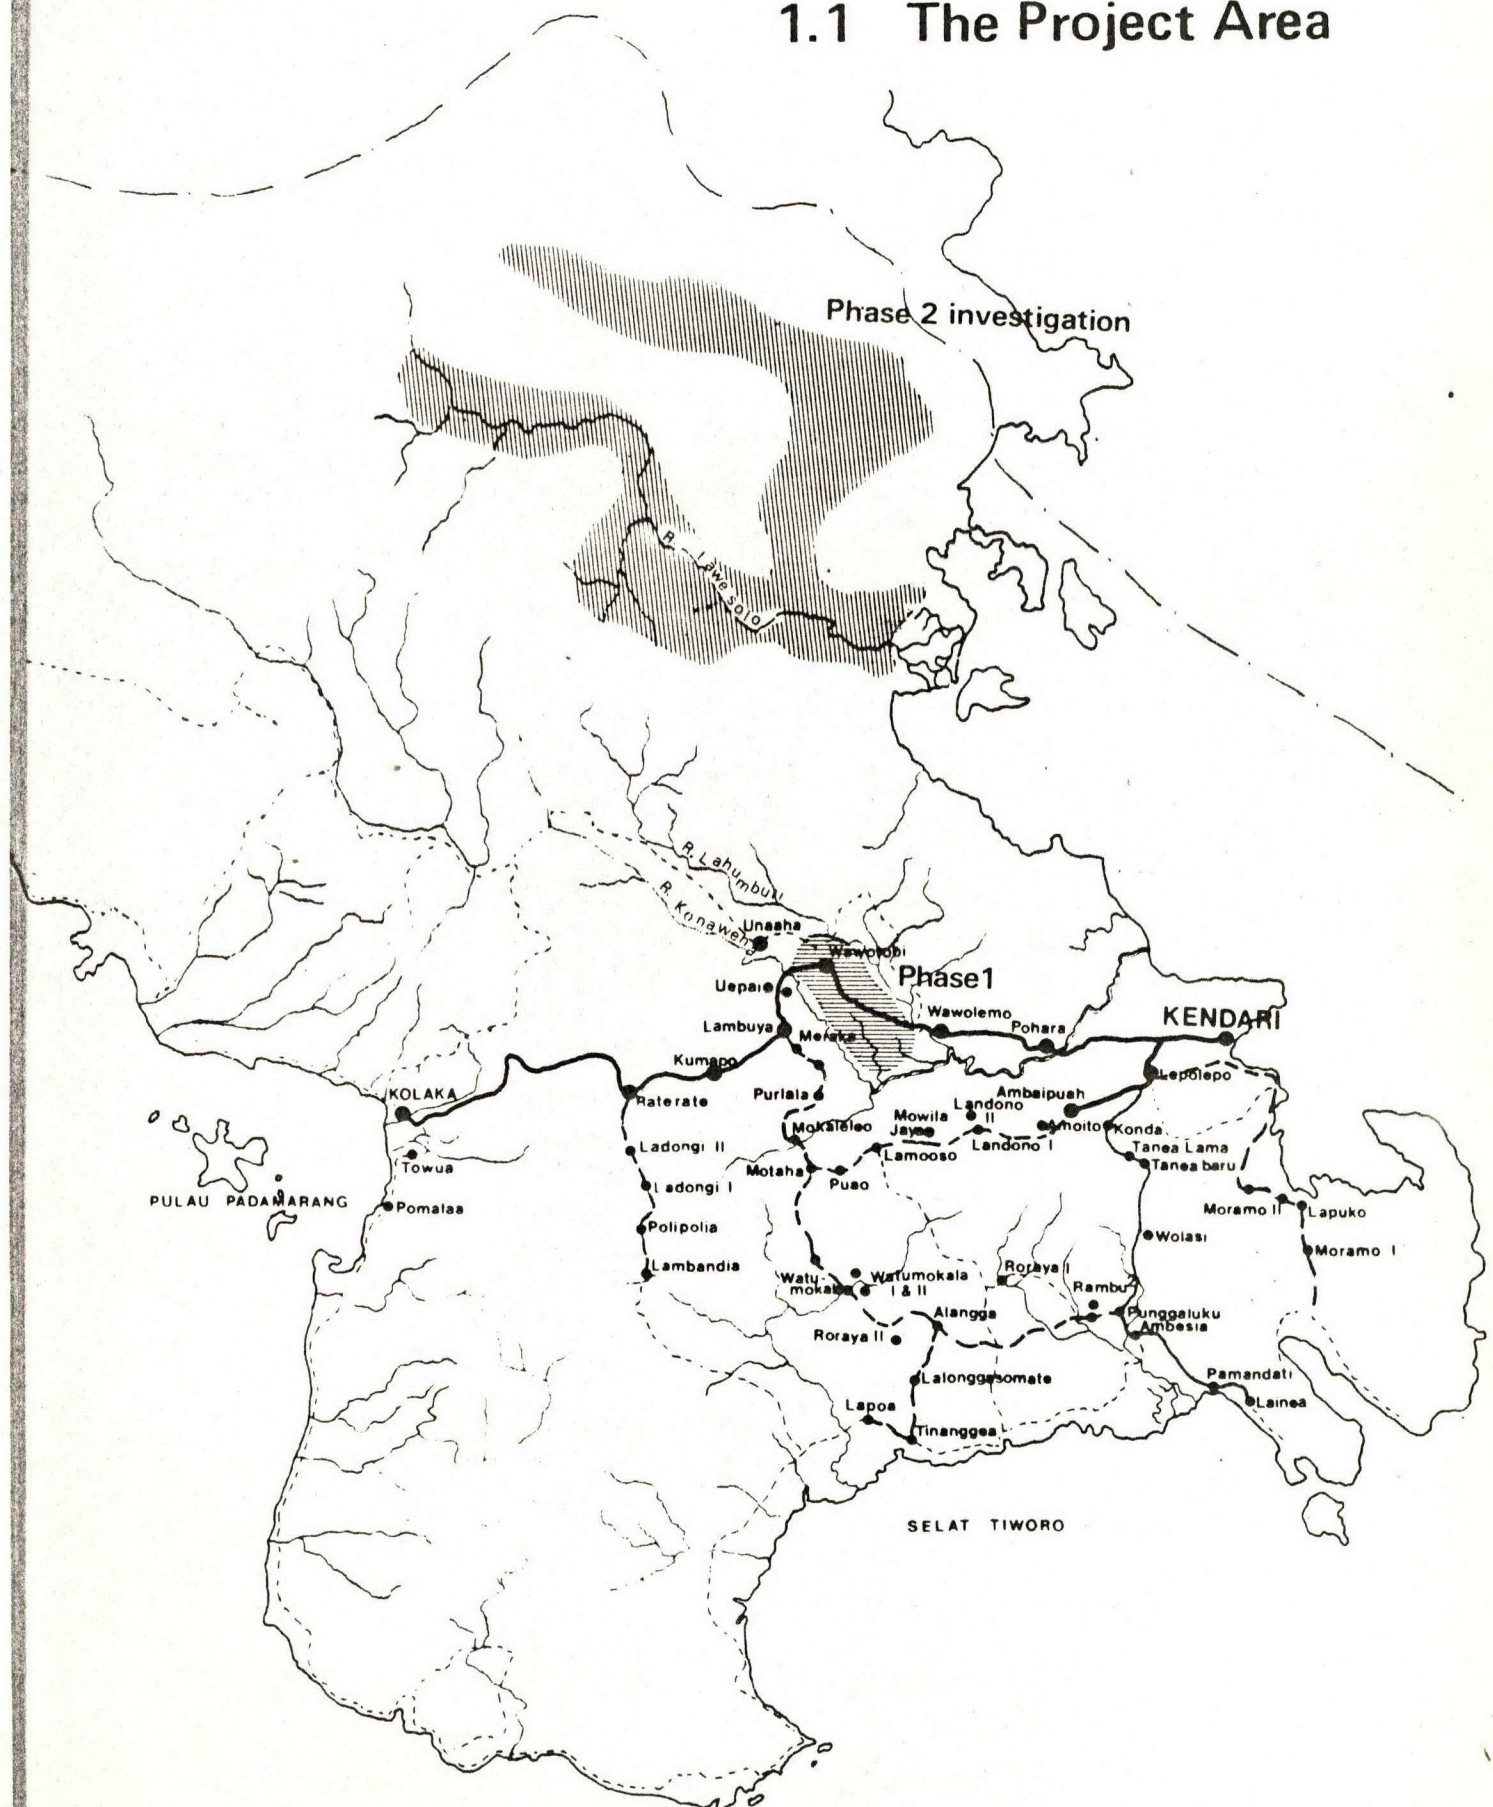 1.1 The Project Area
Phase 2 investigation
R. Lawe solo
R. Lahumbuti
R. Konaweha
Unaaha
Wawotobi
Phase1
Uepai
Wawolemo
KENDARI
Lambuya
Pohara
Meraka
Kumapo
Lepolepo
KOLAKA
Raterate
Purlala
Ambaipuah
Landono
II
Mowila
Jaya
Mokaleleo
Amoito
Konda
Ladongi II
Lamooso
Landono I
Tanea Lama
Tanea baru
Towua
Motaha
Puao
Ladongi I
PULAU PADAMARANG
Pomalaa
Moramo II
Lapuko
Polipolia
Wolasi
Moramo I
Lambandia
Watu-
mokala
Watumokala
I & II
Roraya I
Rambu²
Alangga
Punggaluku
Ambesia
Roraya II
Lalonggasomate
Pamandati
Lainea
Lapoa
Tinanggea
SELAT TIWORO